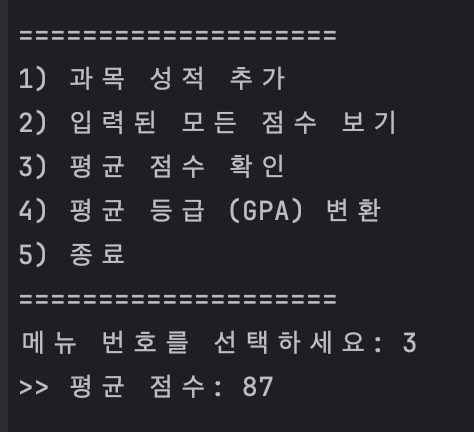 ====================
1) 과목 성적 추가
2) 입력된 모든 점수 보기
3) 평균 점수 확인
4) 평균 등급 (GPA) 변환
5) 종료
====================
메뉴 번호를 선택하세요: 3
>> 평균 점수: 87